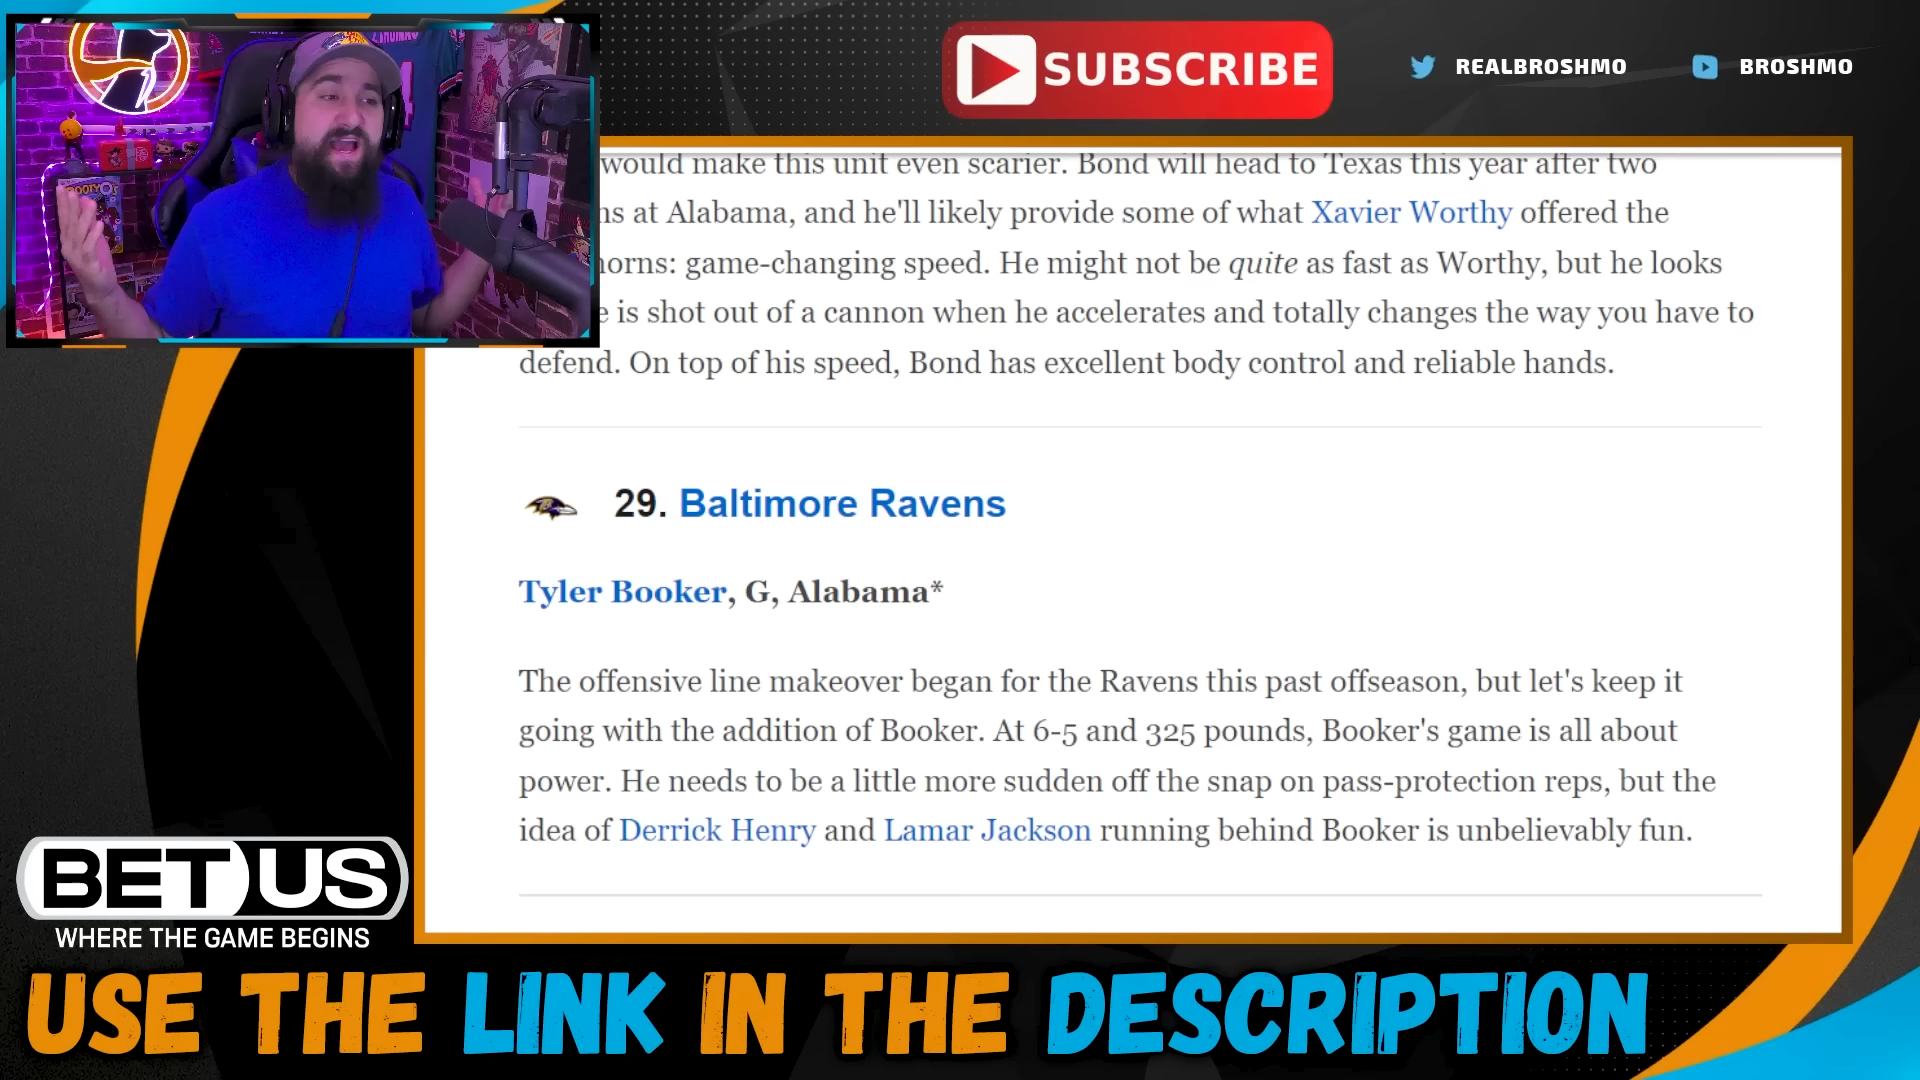 SUBSCRIBE
REALBROSHMO
BROSHMO
would make this unit even scarier. Bond will head to Texas this year after two
ns at Alabama, and he'll likely provide some of what Xavier Worthy offered the
horns: game-changing speed. He might not be quite as fast as Worthy, but he looks
e is shot out of a cannon when he accelerates and totally changes the way you have to
defend. On top of his speed, Bond has excellent body control and reliable hands.
29. Baltimore Ravens
Tyler Booker, G, Alabama*
The offensive line makeover began for the Ravens this past offseason, but let's keep it
going with the addition of Booker. At 6-5 and 325 pounds, Booker's game is all about
power. He needs to be a little more sudden off the snap on pass-protection reps, but the
idea of Derrick Henry and Lamar Jackson running behind Booker is unbelievably fun.
BETUS
WHERE THE GAME BEGINS
USE THE LINK IN THE DESCRIPTION